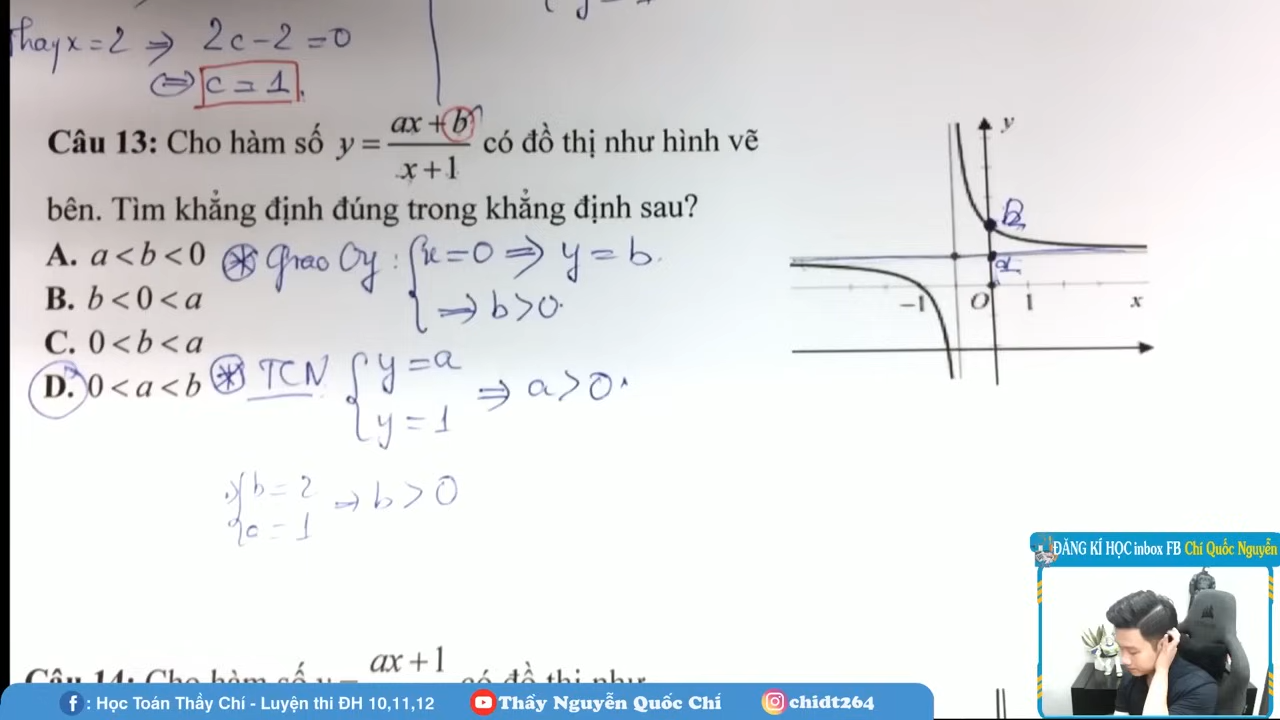 Thay x = 2 ⇒ 2c - 2 = 0
⇔ c = 1.
Câu 13: Cho hàm số y = (ax + b)/(x + 1) có đồ thị như hình vẽ
bên. Tìm khẳng định đúng trong khẳng định sau?
A. a < b < 0
B. b < 0 < a
C. 0 < b < a
D. 0 < a < b
* Giao Oy: { x = 0 ⇒ y = b.
⇒ b > 0.
* TCN { y = a
y = 1 ⇒ a > 0.
b = 2
a = 1 ⇒ b > 0
y
-1 O 1 x
ax + 1
ĐĂNG KÍ HỌC inbox FB Chí Quốc Nguyễn
: Học Toán Thầy Chí - Luyện thi ĐH 10,11,12
Thầy Nguyễn Quốc Chí
chidt264